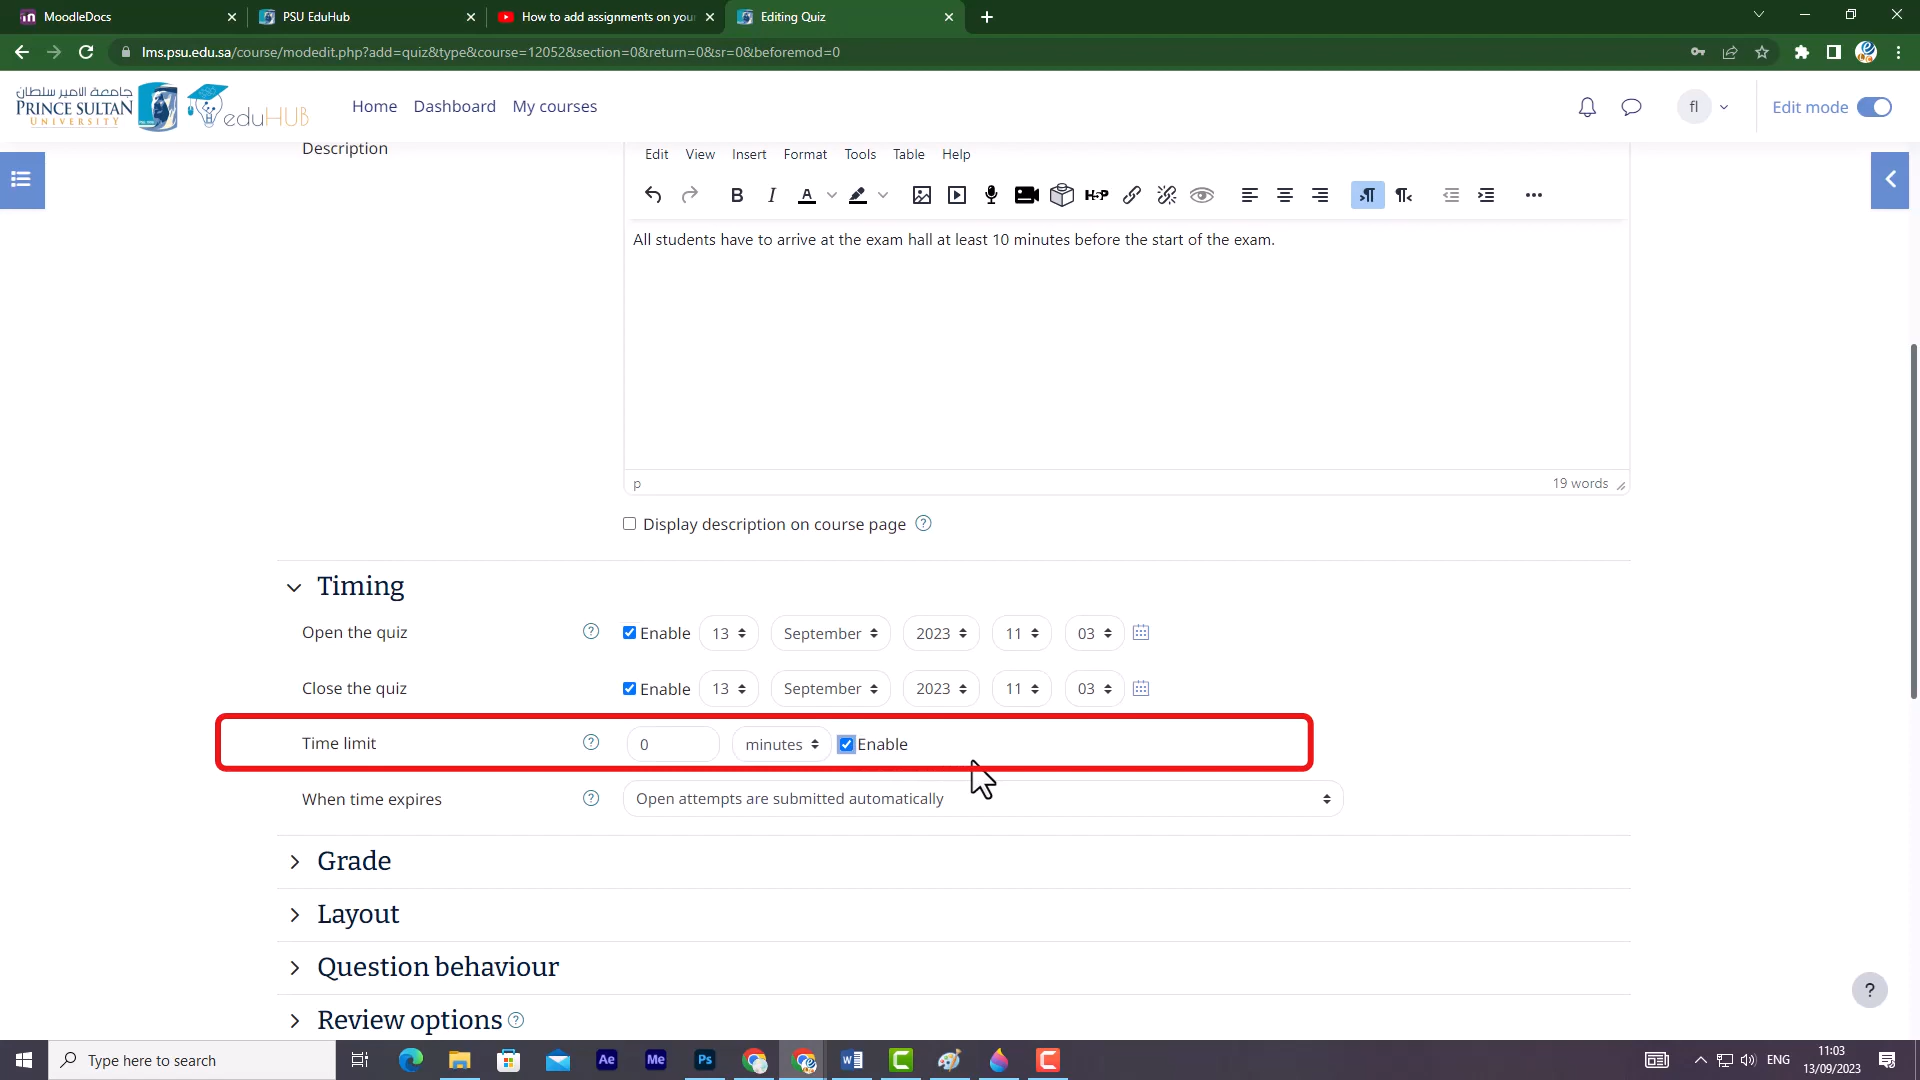 MoodleDocs
PSU EduHub
How to add assignments on you
Editing Quiz
lms.psu.edu.sa/course/modedit.php?add=quiz&type&course=12052&section=0&return=0&sr=0&beforemod=0
جامعة الأمير سلطان
PRINCE SULTAN
UNIVERSITY
eduHUB
Home
Dashboard
My courses
fl
Edit mode
Description
Edit
View
Insert
Format
Tools
Table
Help
B
I
A
H-P
All students have to arrive at the exam hall at least 10 minutes before the start of the exam.
p
19 words
Display description on course page
Timing
Open the quiz
Enable
13
September
2023
11
03
Close the quiz
Enable
13
September
2023
11
03
Time limit
0
minutes
Enable
When time expires
Open attempts are submitted automatically
Grade
Layout
Question behaviour
Review options
?
Type here to search
Ae
Me
Ps
ENG
11:03
13/09/2023